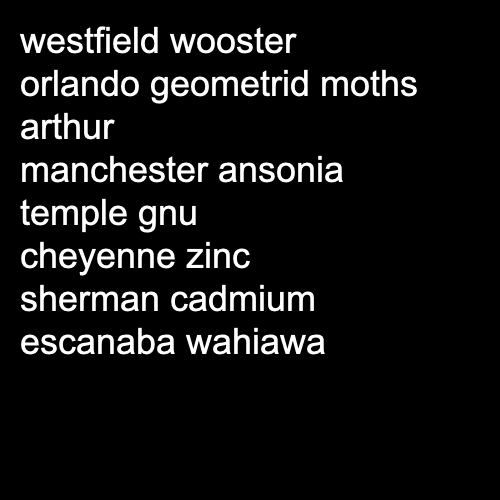 westfield wooster
orlando geometrid moths
arthur
manchester ansonia
temple gnu
cheyenne zinc
sherman cadmium
escanaba wahiawa